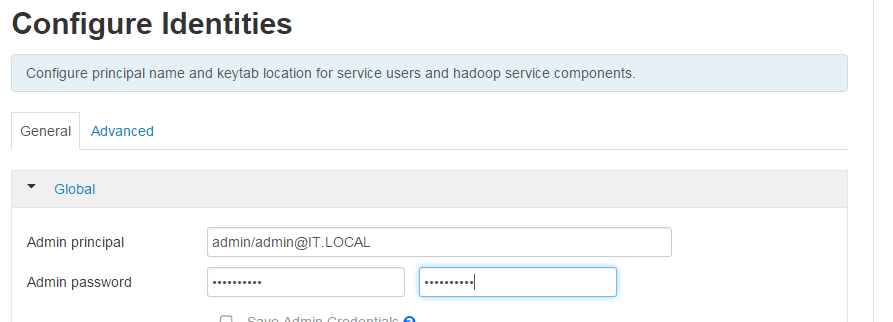 Configure Identities
Configure principal name and keytab location for service users and hadoop service components.
General Advanced
Global
Admin principal admin/admin@IT.LOCAL
Admin password •••••••••• ••••••••••
Save Admin Credentials ?